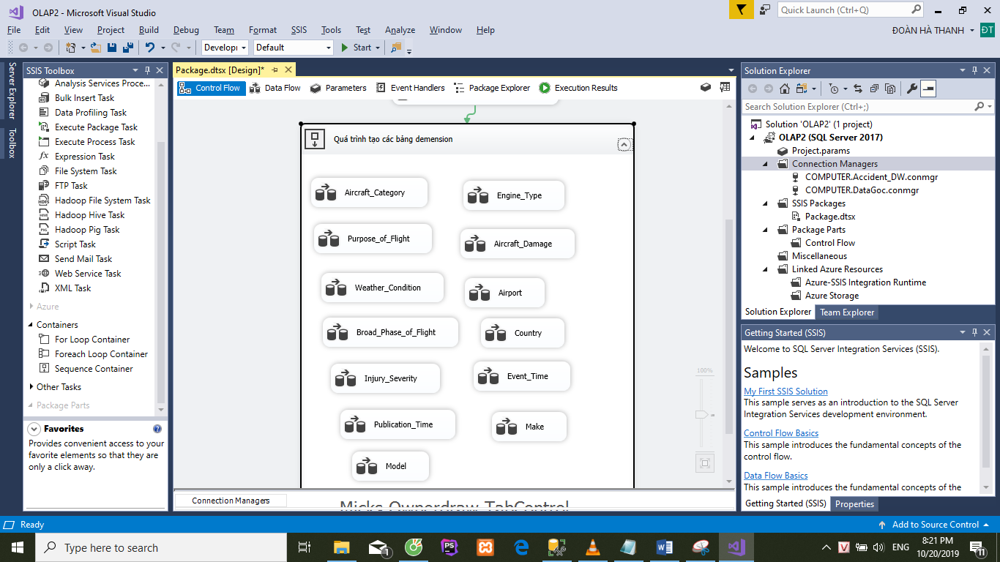 OLAP2 - Microsoft Visual Studio
Quick Launch (Ctrl+Q)
File Edit View Project Build Debug Team Format SSIS Tools Test Analyze Window Help
ĐOÀN HÀ THANH ĐT
Develop Default Start
Server Explorer
Toolbox
SSIS Toolbox
Analysis Services Proce...
Bulk Insert Task
Data Profiling Task
Execute Package Task
Execute Process Task
Expression Task
File System Task
FTP Task
Hadoop File System Task
Hadoop Hive Task
Hadoop Pig Task
Script Task
Send Mail Task
Web Service Task
XML Task
Azure
Containers
For Loop Container
Foreach Loop Container
Sequence Container
Other Tasks
Package Parts
Favorites
Provides convenient access to your
favorite elements so that they are
only a click away.
Package.dtsx [Design]*
Control Flow Data Flow Parameters Event Handlers Package Explorer Execution Results
Quá trình tạo các bảng demension
Aircraft_Category
Engine_Type
Purpose_of_Flight
Aircraft_Damage
Weather_Condition
Airport
Broad_Phase_of_Flight
Country
Injury_Severity
Event_Time
Publication_Time
Make
Model
100%
Connection Managers
Micks Ownerdraw TabControl
Solution Explorer
Search Solution Explorer (Ctrl+;)
Solution 'OLAP2' (1 project)
OLAP2 (SQL Server 2017)
Project.params
Connection Managers
COMPUTER.Accident_DW.conmgr
COMPUTER.DataGoc.conmgr
SSIS Packages
Package.dtsx
Package Parts
Control Flow
Miscellaneous
Linked Azure Resources
Azure-SSIS Integration Runtime
Azure Storage
Solution Explorer Team Explorer
Getting Started (SSIS)
Welcome to SQL Server Integration Services (SSIS).
Samples
My First SSIS Solution
This sample serves as an introduction to the SQL Server
Integration Services development environment.
Control Flow Basics
This sample introduces the fundamental concepts of the
control flow.
Data Flow Basics
This sample introduces the fundamental concepts of the
Getting Started (SSIS) Properties
Ready
Add to Source Control
Type here to search
1
PS
V
ENG
8:21 PM
10/20/2019
11